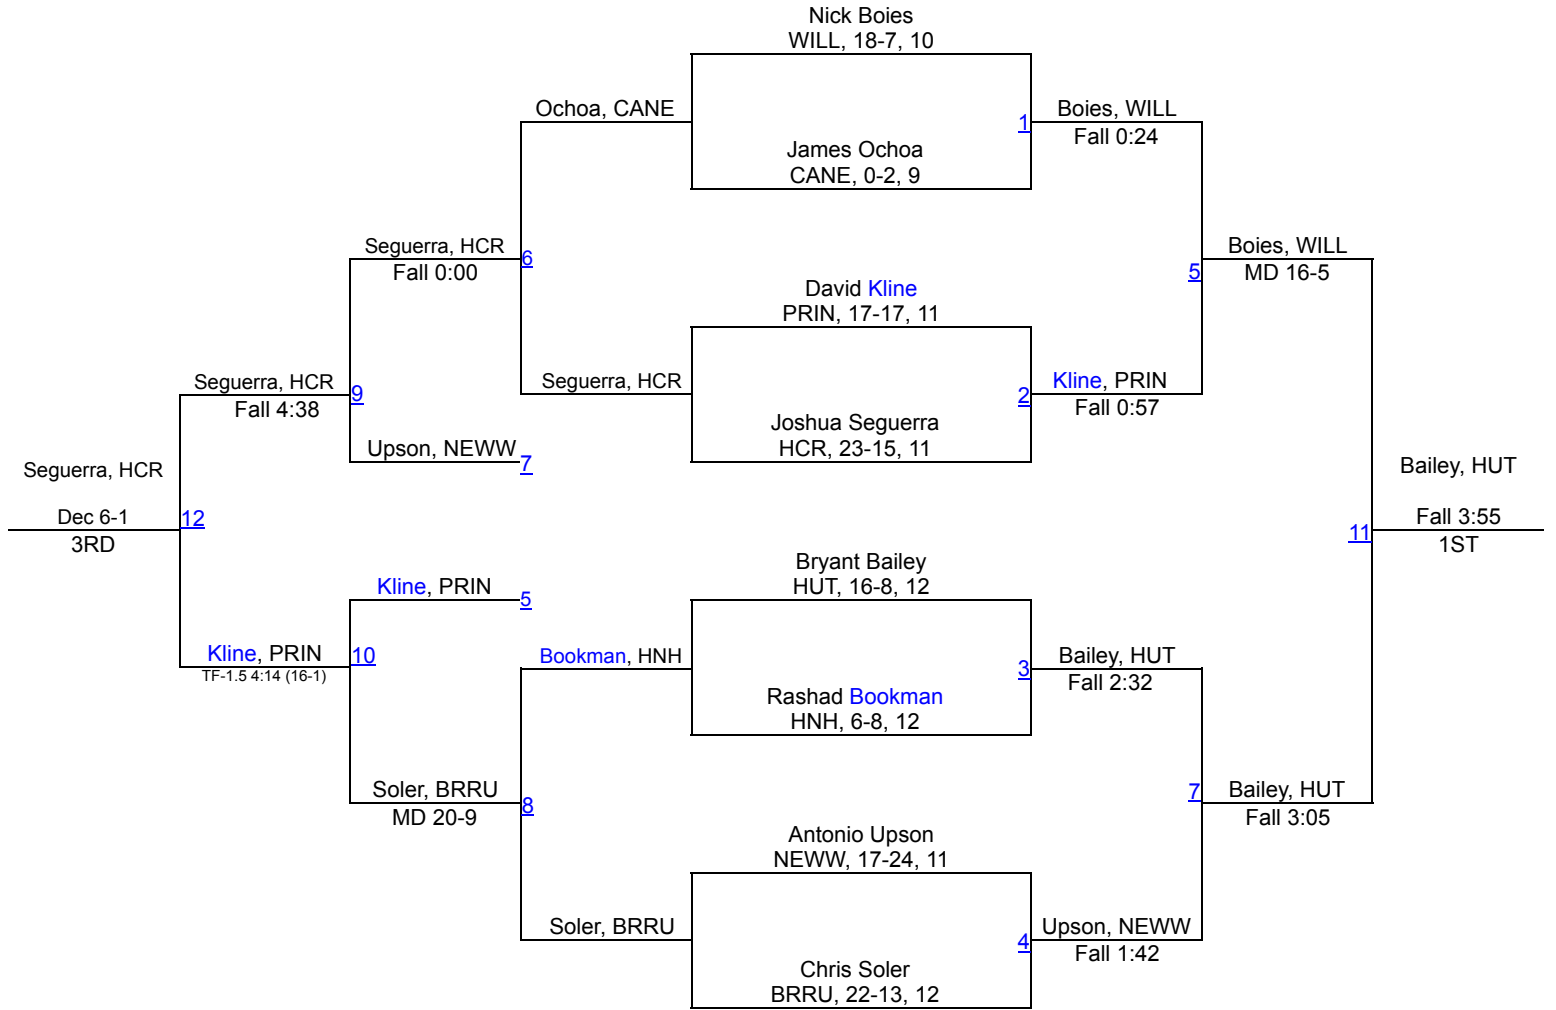 Nick Boies
WILL, 18-7, 10
Ochoa, CANE
1
Boies, WILL
Fall 0:24
James Ochoa
CANE, 0-2, 9
Seguerra, HCR
6
Fall 0:00
Boies, WILL
5
MD 16-5
David Kline
PRIN, 17-17, 11
Seguerra, HCR
9
Fall 4:38
Seguerra, HCR
2
Kline, PRIN
Fall 0:57
Joshua Seguerra
HCR, 23-15, 11
Upson, NEWW
7
Seguerra, HCR
Dec 6-1
12
3RD
Bailey, HUT
Fall 3:55
11
1ST
Bryant Bailey
HUT, 16-8, 12
Kline, PRIN
5
Kline, PRIN
10
TF-1.5 4:14 (16-1)
Bookman, HNH
3
Bailey, HUT
Fall 2:32
Rashad Bookman
HNH, 6-8, 12
Soler, BRRU
8
MD 20-9
7
Bailey, HUT
Fall 3:05
Antonio Upson
NEWW, 17-24, 11
Soler, BRRU
4
Upson, NEWW
Fall 1:42
Chris Soler
BRRU, 22-13, 12